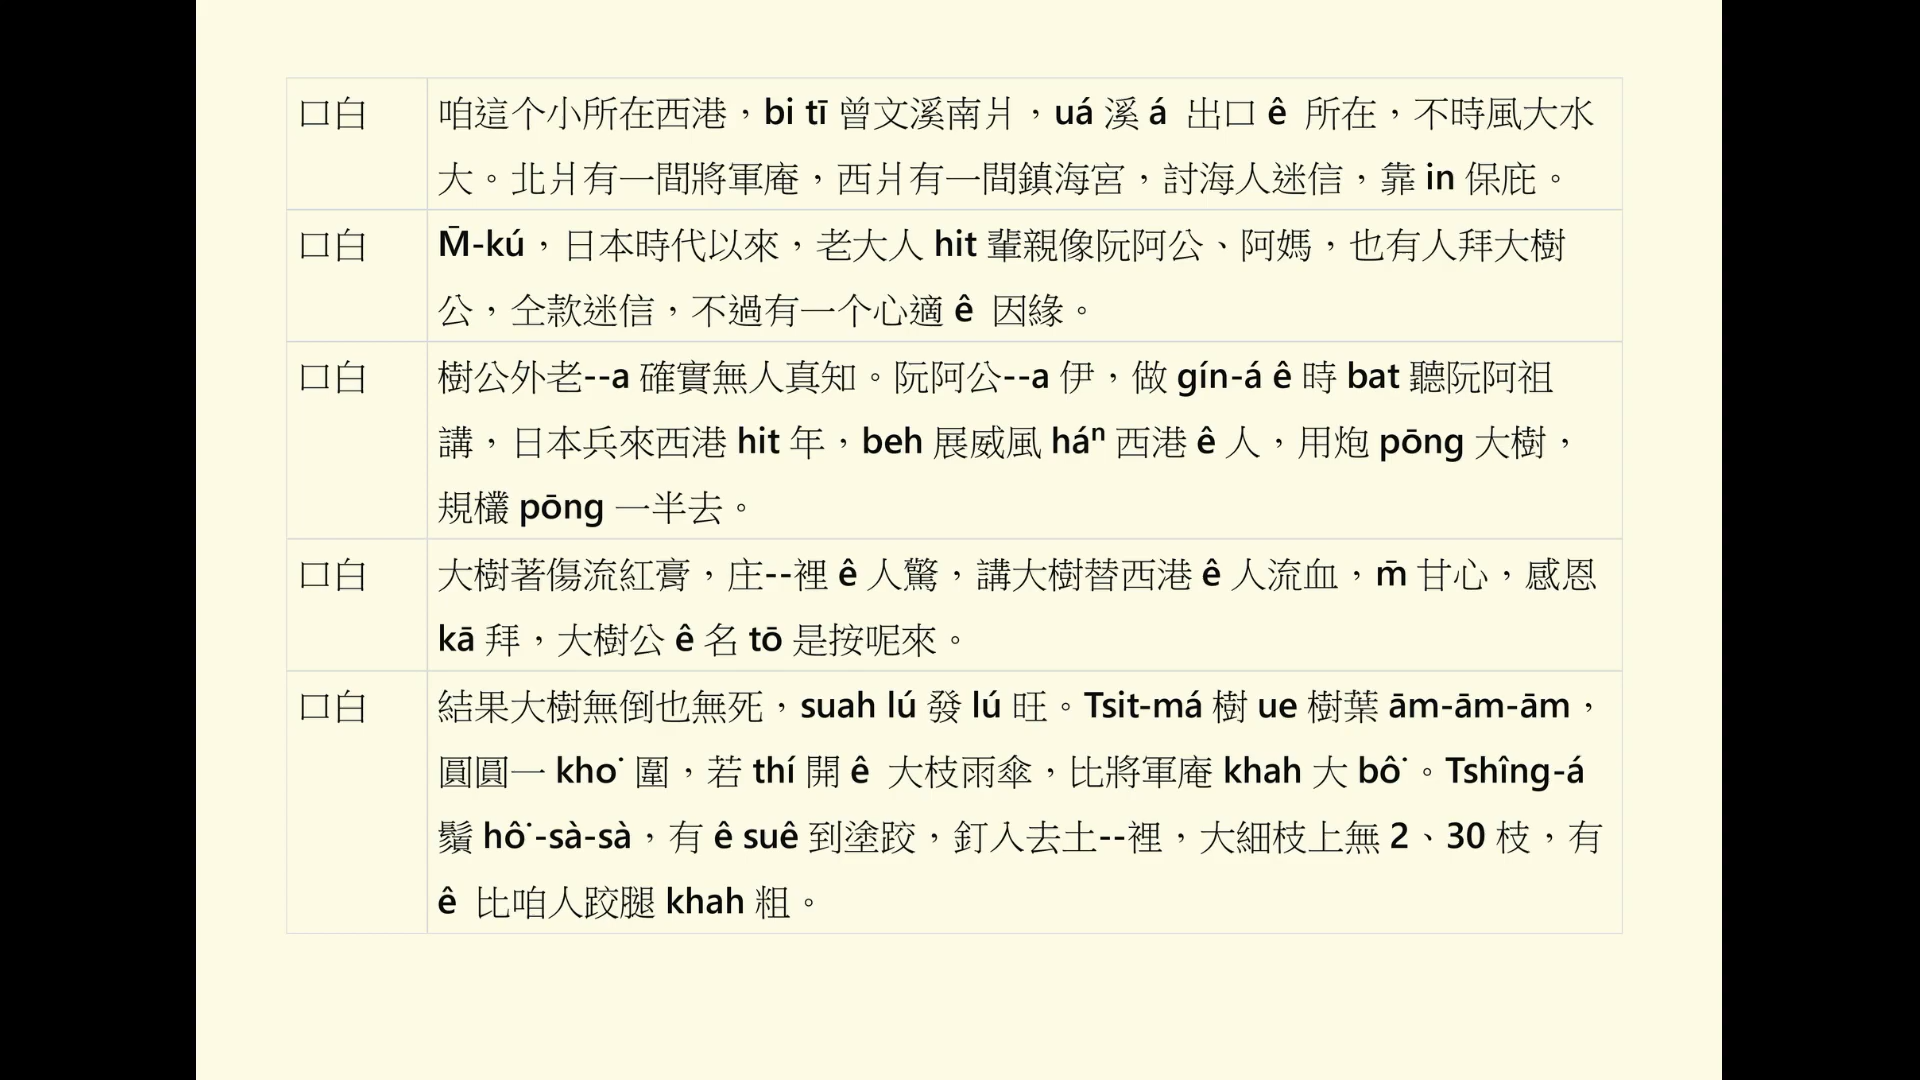 口白
咱這个小所在西港，bi tī 曾文溪南爿，uá 溪 á 出口 ê 所在，不時風大水
大。北爿有一間將軍庵，西爿有一間鎮海宮，討海人迷信，靠 in 保庇。
口白
M̄-kú，日本時代以來，老大人 hit 輩親像阮阿公、阿媽，也有人拜大樹
公，仝款迷信，不過有一个心適 ê 因緣。
口白
樹公外老--a 確實無人真知。阮阿公--a 伊，做 gín-á ê 時 bat 聽阮阿祖
講，日本兵來西港 hit 年，beh 展威風 háⁿ 西港 ê 人，用炮 pōng 大樹，
規欉 pōng 一半去。
口白
大樹著傷流紅膏，庄--裡 ê 人驚，講大樹替西港 ê 人流血，m̄ 甘心，感恩
kā 拜，大樹公 ê 名 tō 是按呢來。
口白
結果大樹無倒也無死，suah lú 發 lú 旺。Tsit-má 樹 ue 樹葉 ām-ām-ām，
圓圓一 kho͘ 圍，若 thí 開 ê 大枝雨傘，比將軍庵 khah 大 bô͘。Tshîng-á
鬚 hô͘-sà-sà，有 ê suê 到塗跤，釘入去土--裡，大細枝上無 2、30 枝，有
ê 比咱人跤腿 khah 粗。